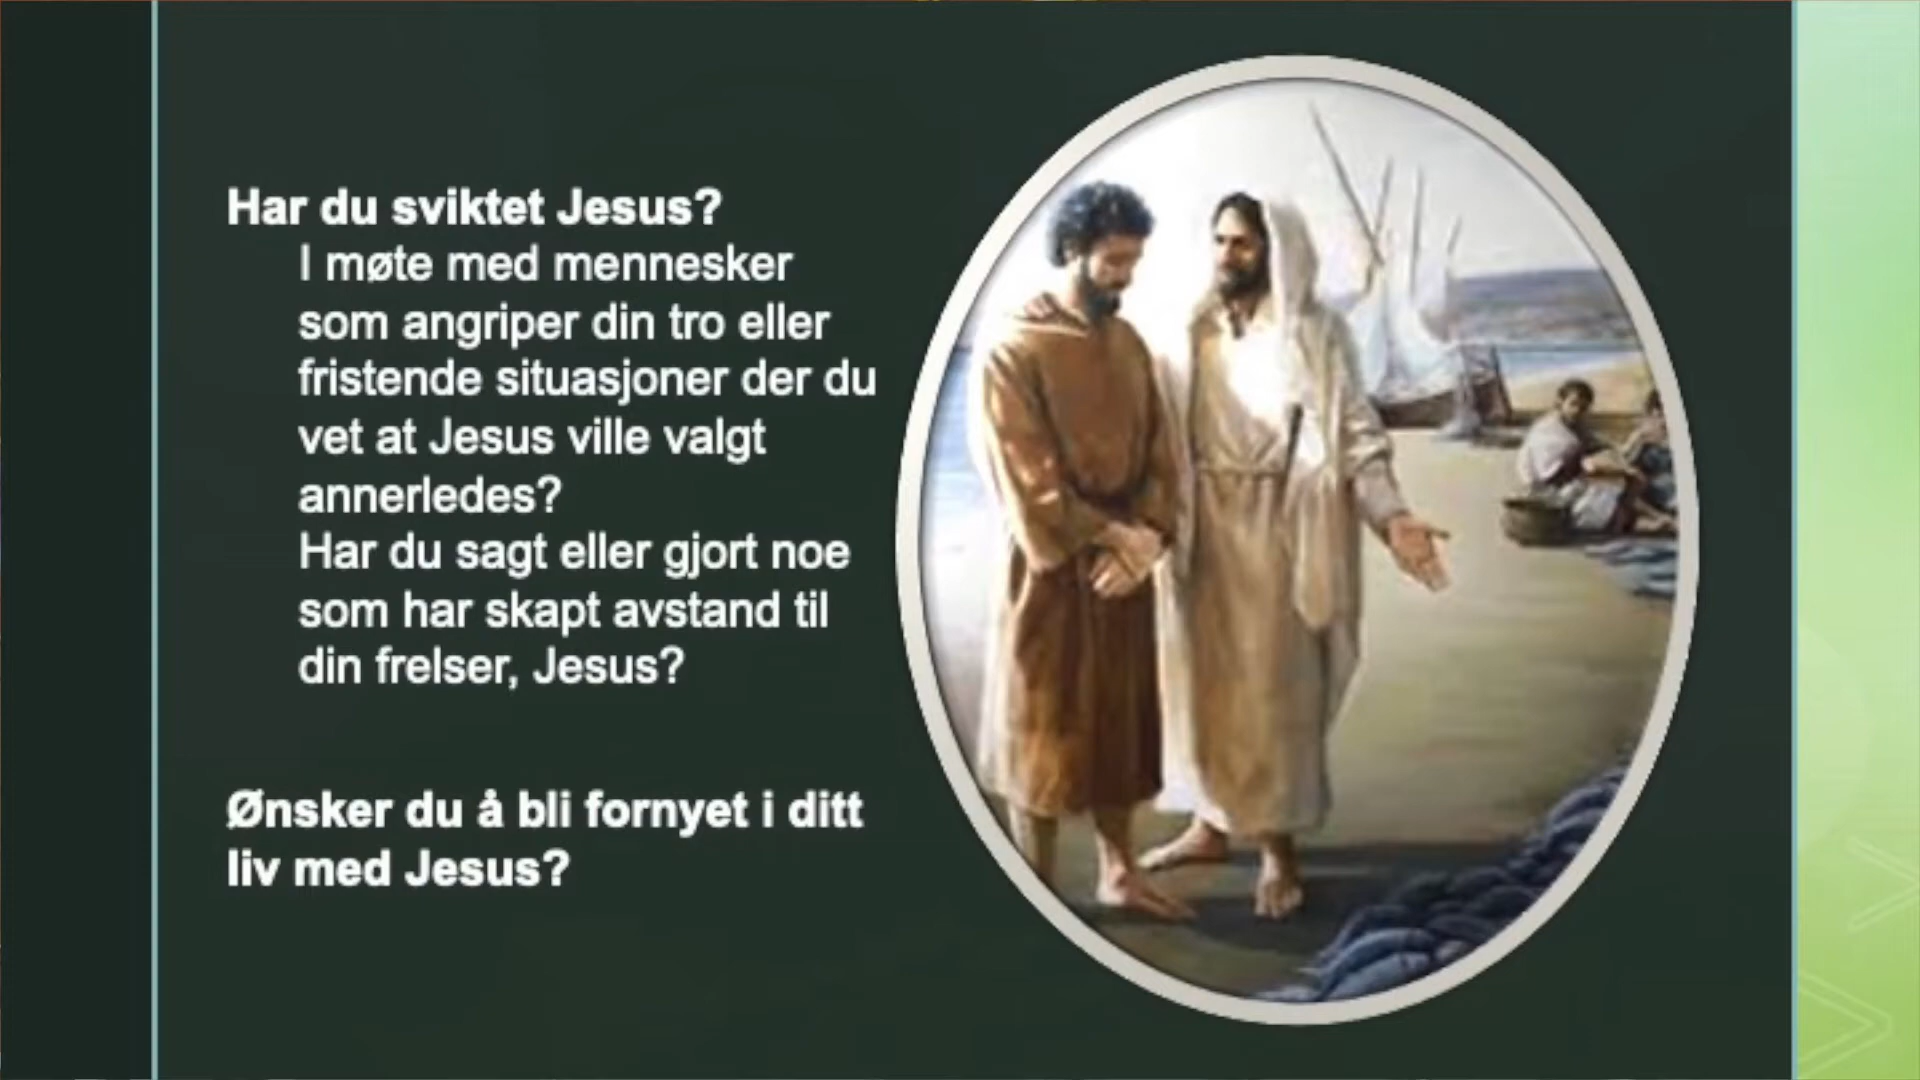 Har du sviktet Jesus?
I møte med mennesker
som angriper din tro eller
fristende situasjoner der du
vet at Jesus ville valgt
annerledes?
Har du sagt eller gjort noe
som har skapt avstand til
din frelser, Jesus?
Ønsker du å bli fornyet i ditt
liv med Jesus?